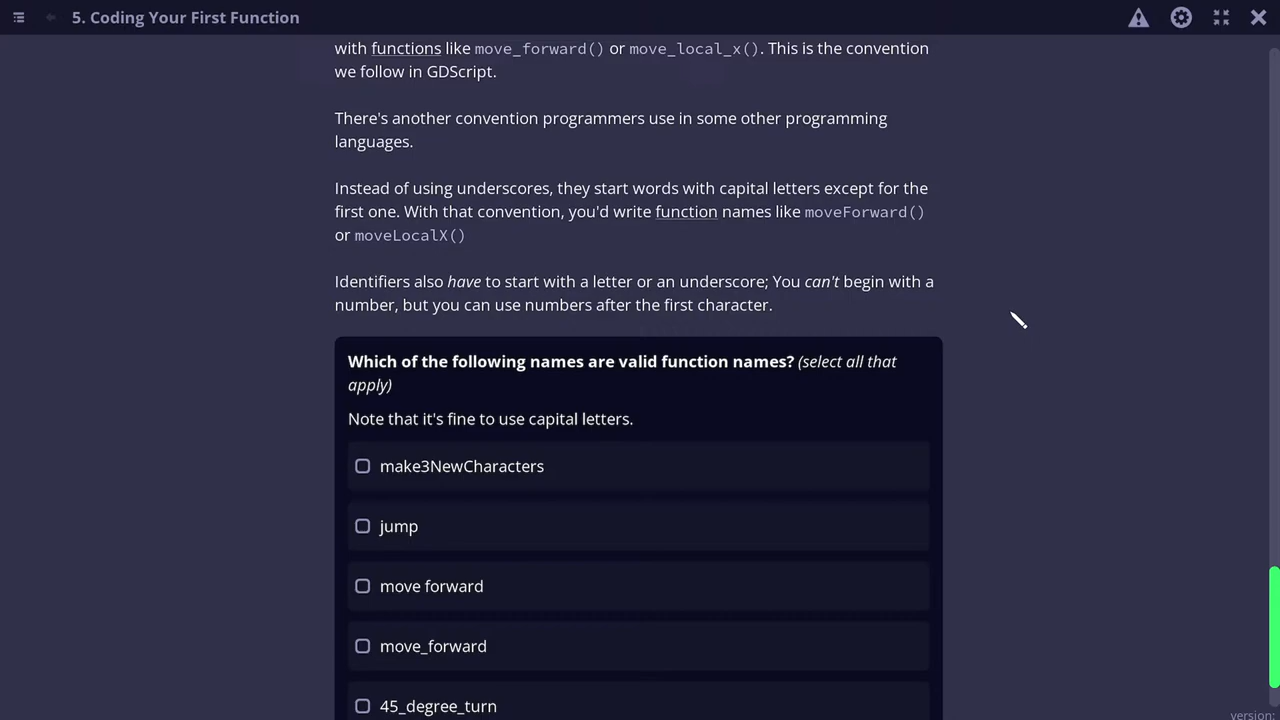 5. Coding Your First Function
with functions like move_forward() or move_local_x(). This is the convention
we follow in GDScript.
There's another convention programmers use in some other programming
languages.
Instead of using underscores, they start words with capital letters except for the
first one. With that convention, you'd write function names like moveForward()
or moveLocalX()
Identifiers also have to start with a letter or an underscore; You can't begin with a
number, but you can use numbers after the first character.
Which of the following names are valid function names? (select all that
apply)
Note that it's fine to use capital letters.
make3NewCharacters
jump
move forward
move_forward
45_degree_turn
version: